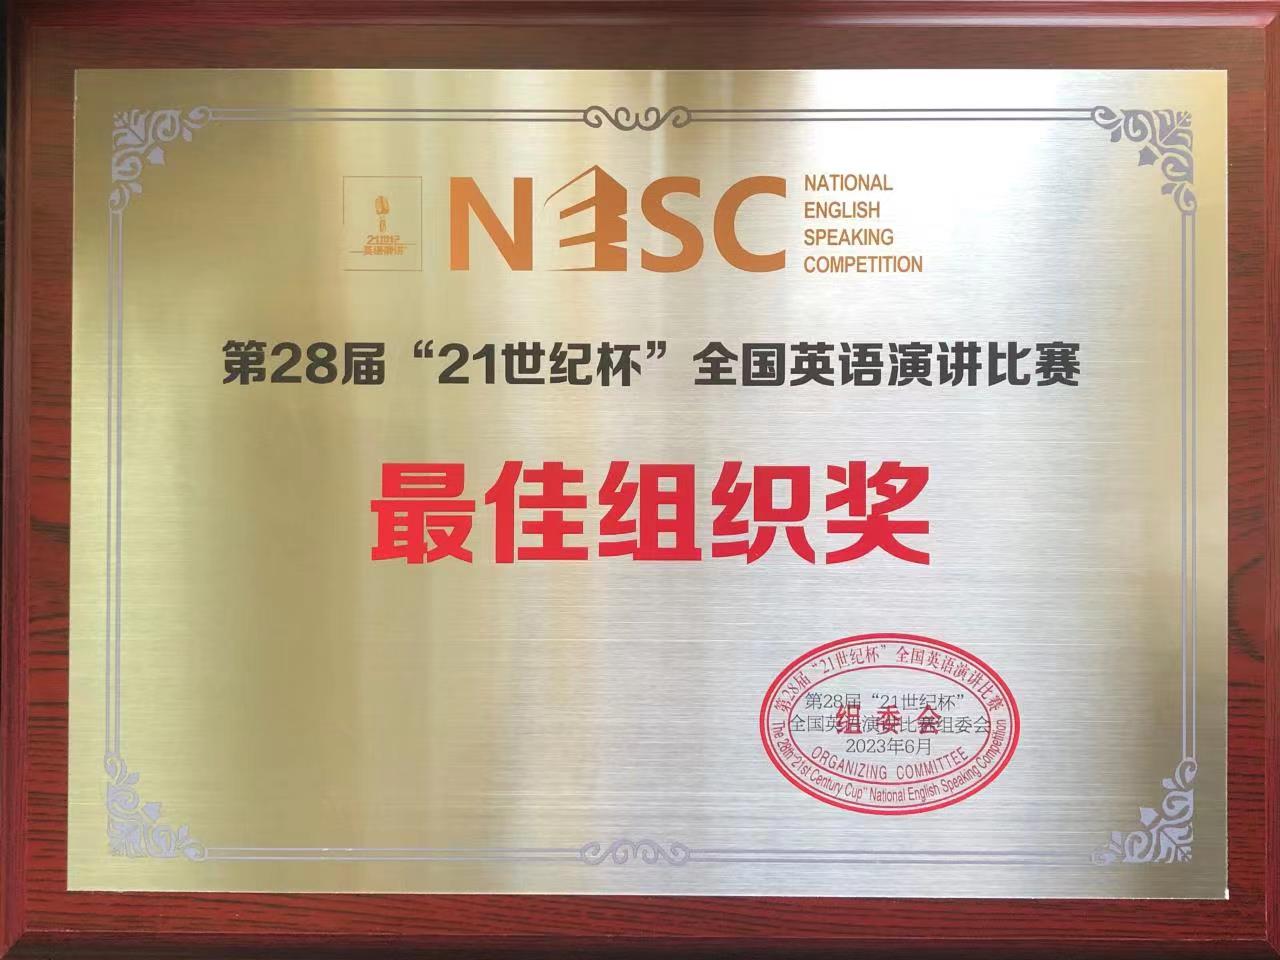 21世纪
英语演讲
NESC
NATIONAL
ENGLISH
SPEAKING
COMPETITION
第28届“21世纪杯”全国英语演讲比赛
最佳组织奖
第28届“21世纪杯”全国英语演讲比赛
第28届“21世纪杯”
组委会
全国英语演讲比赛组委会
2023年6月
ORGANIZING COMMITTEE
The 28th "21st Century Cup" National English Speaking Competition